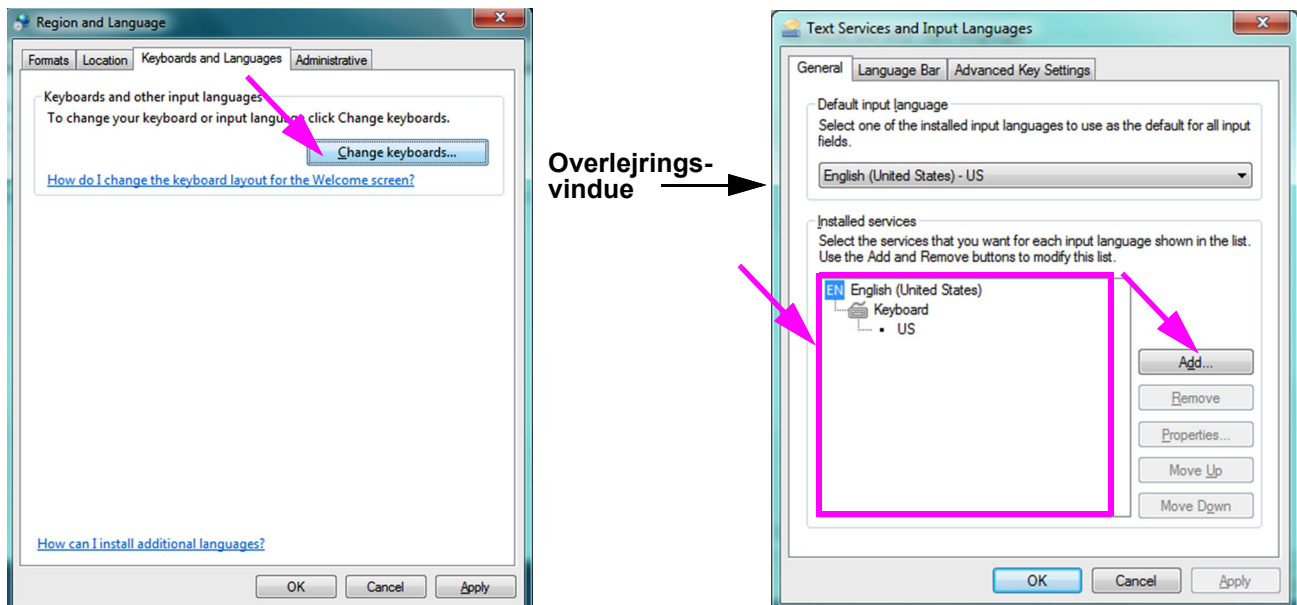 Region and Language
Formats Location Keyboards and Languages Administrative
Keyboards and other input languages
To change your keyboard or input language click Change keyboards.
Change keyboards...
How do I change the keyboard layout for the Welcome screen?
How can I install additional languages?
OK Cancel Apply
Overlejrings-
vindue
Text Services and Input Languages
General Language Bar Advanced Key Settings
Default input language
Select one of the installed input languages to use as the default for all input
fields.
English (United States) - US
Installed services
Select the services that you want for each input language shown in the list.
Use the Add and Remove buttons to modify this list.
EN English (United States)
Keyboard
US
Add...
Remove
Properties...
Move Up
Move Down
OK Cancel Apply